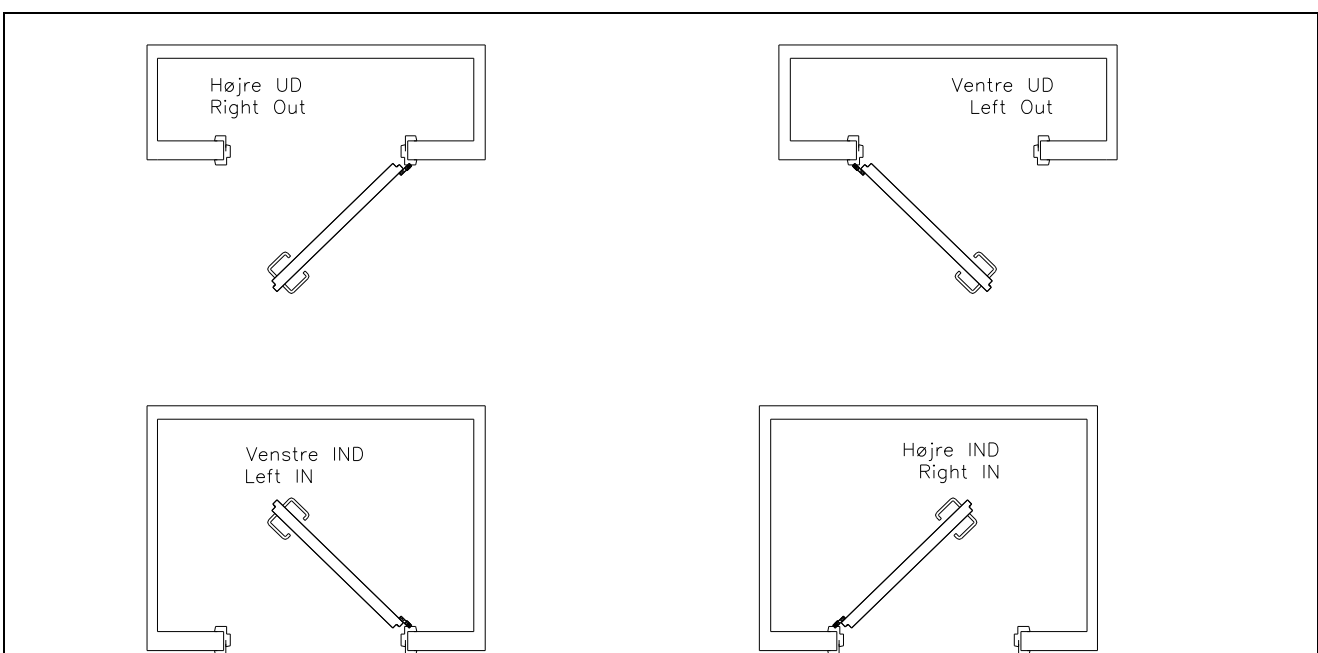 Højre UD
Right Out
Ventre UD
Left Out
Venstre IND
Left IN
Højre IND
Right IN